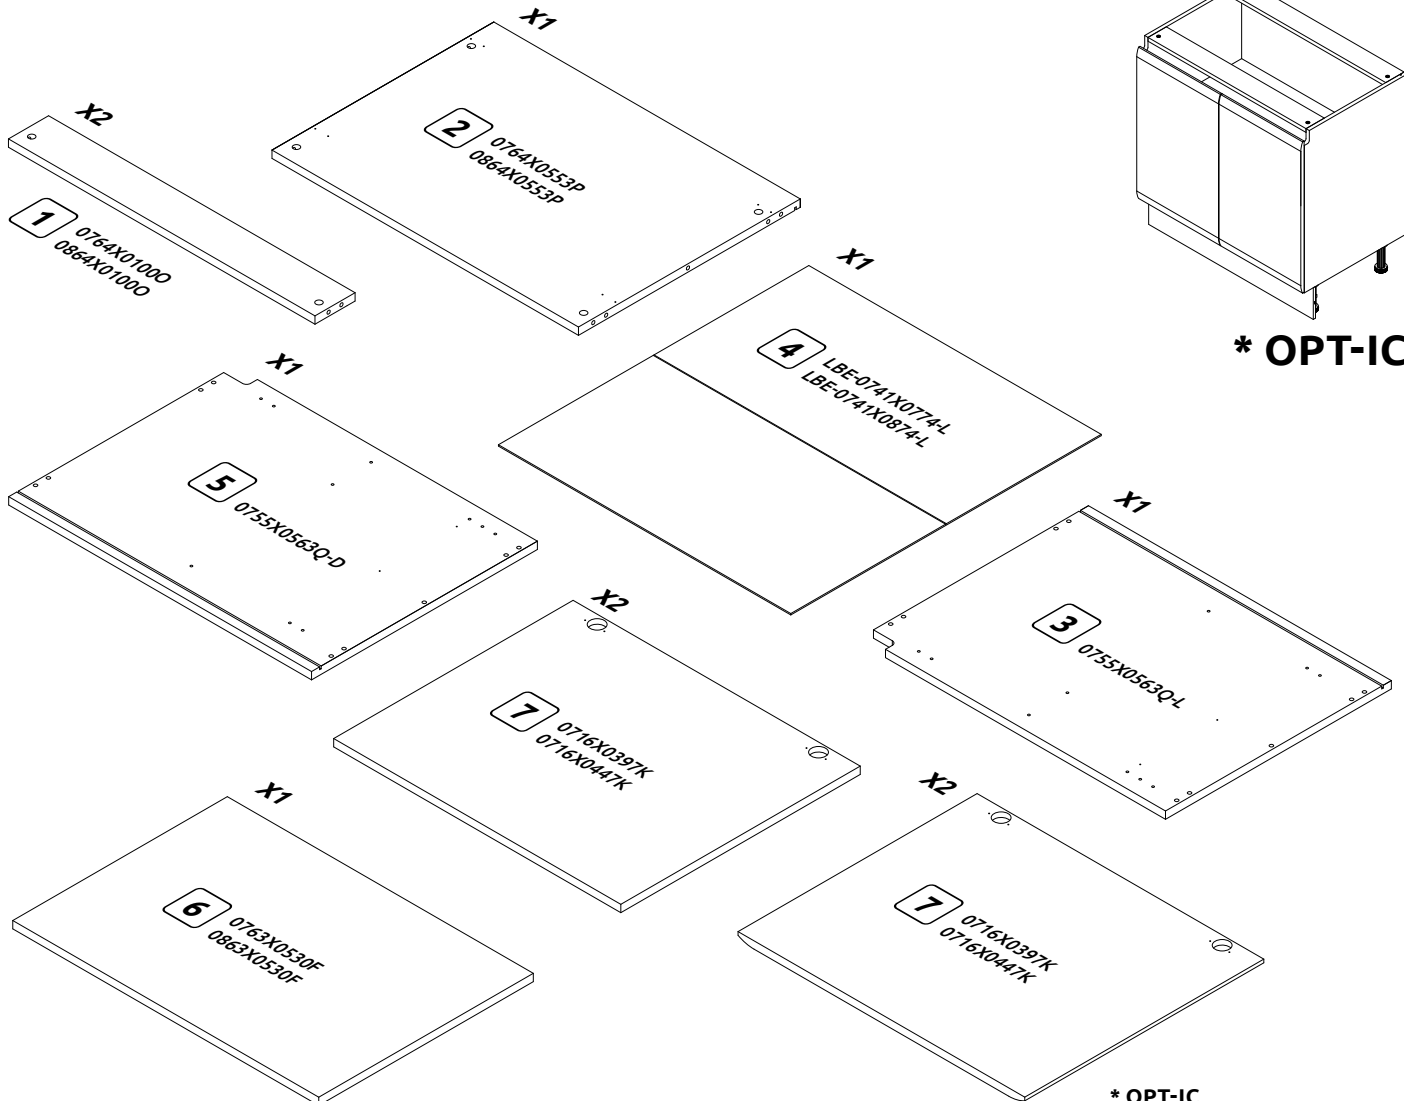 X1
X2
2
0764X0553P
0864X0553P
1
0764X0100O
0864X0100O
* OPT-IC
X1
4
LBE-0741X0774-L
LBE-0741X0874-L
X1
5
0755X0563Q-D
X1
3
0755X0563Q-L
X2
7
0716X0397K
0716X0447K
X1
6
0763X0530F
0863X0530F
X2
7
0716X0397K
0716X0447K
* OPT-IC